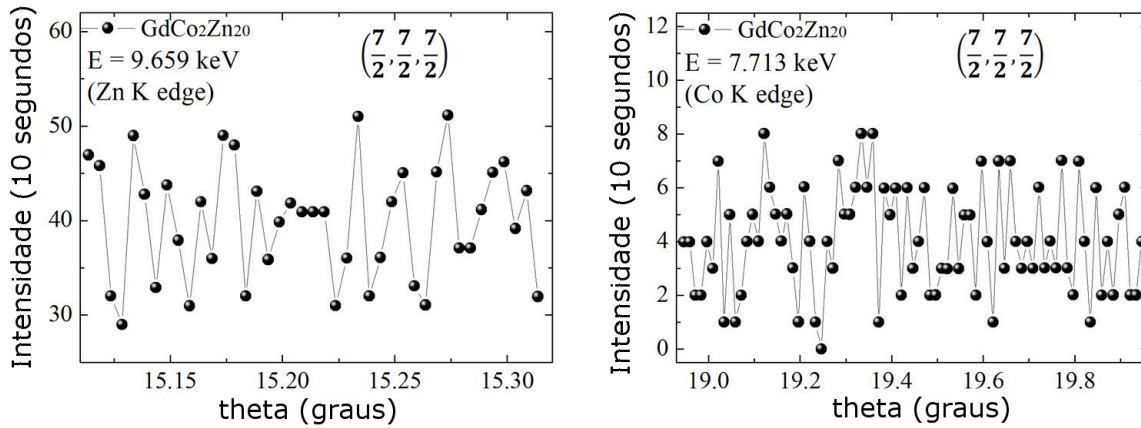 60
50
40
30
Intensidade (10 segundos)
GdCo₂Zn₂₀
E = 9.659 keV
(Zn K edge)
(7/2, 7/2, 7/2)
15.15 15.20 15.25 15.30
theta (graus)
12
10
8
6
4
2
0
Intensidade (10 segundos)
GdCo₂Zn₂₀
E = 7.713 keV
(Co K edge)
(7/2, 7/2, 7/2)
19.0 19.2 19.4 19.6 19.8
theta (graus)